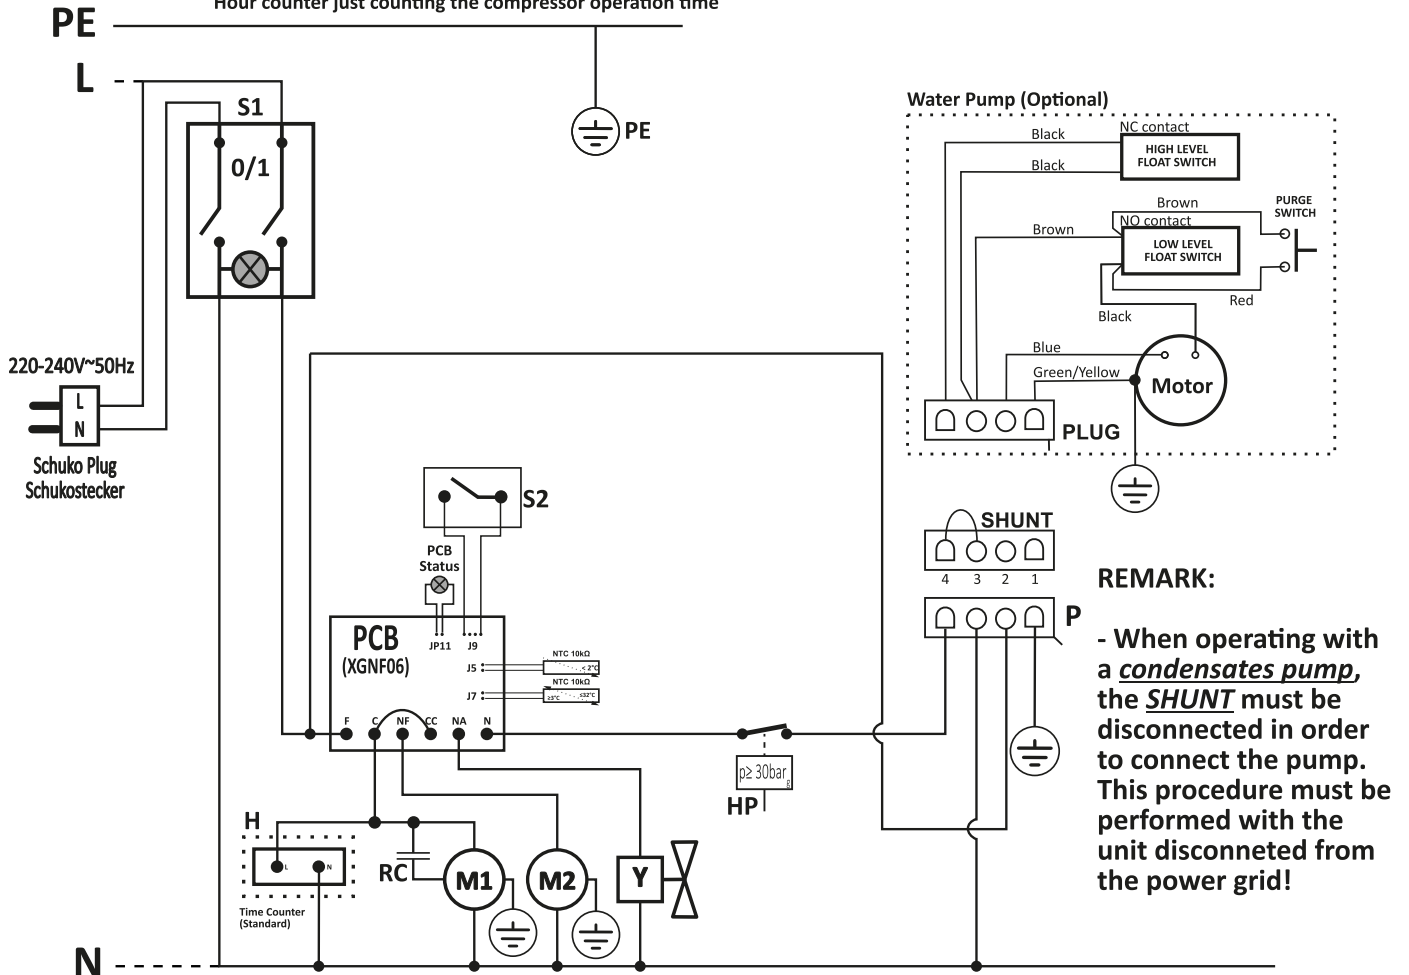 Hour counter just counting the compressor operation time
PE
L
PE
S1
0/1
220-240V~50Hz
L
N
Schuko Plug
Schukostecker
Water Pump (Optional)
NC contact
Black
HIGH LEVEL
FLOAT SWITCH
Black
Brown
PURGE
SWITCH
NO contact
Brown
LOW LEVEL
FLOAT SWITCH
Red
Black
Blue
Green/Yellow
Motor
PLUG
S2
SHUNT
4 3 2 1
P
PCB
Status
PCB
(XGNF06)
JP11 J9
J5
NTC 10kΩ
< 2°C
J7
NTC 10kΩ
≥3°C
≤32°C
F C NF CC NA N
p≥ 30bar
HP
H
L N
Time Counter
(Standard)
RC
M1
M2
Y
N
REMARK:
- When operating with
a condensates pump,
the SHUNT must be
disconnected in order
to connect the pump.
This procedure must be
performed with the
unit disconneted from
the power grid!